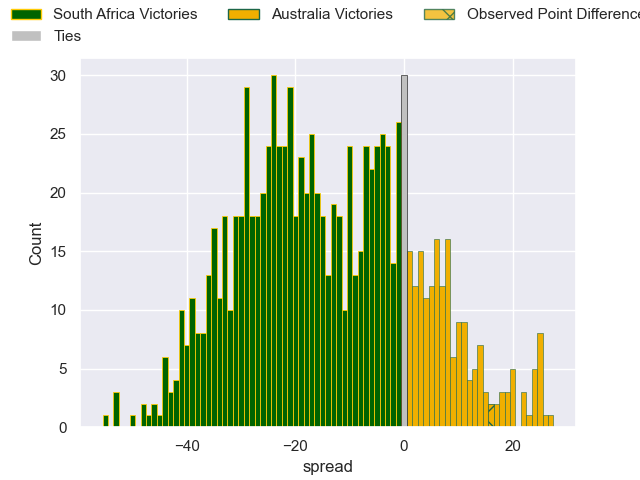 South Africa Victories Australia Victories Observed Point Difference
Ties
30
25
20
15
10
5
0
Count
−40 −20 0 20
spread